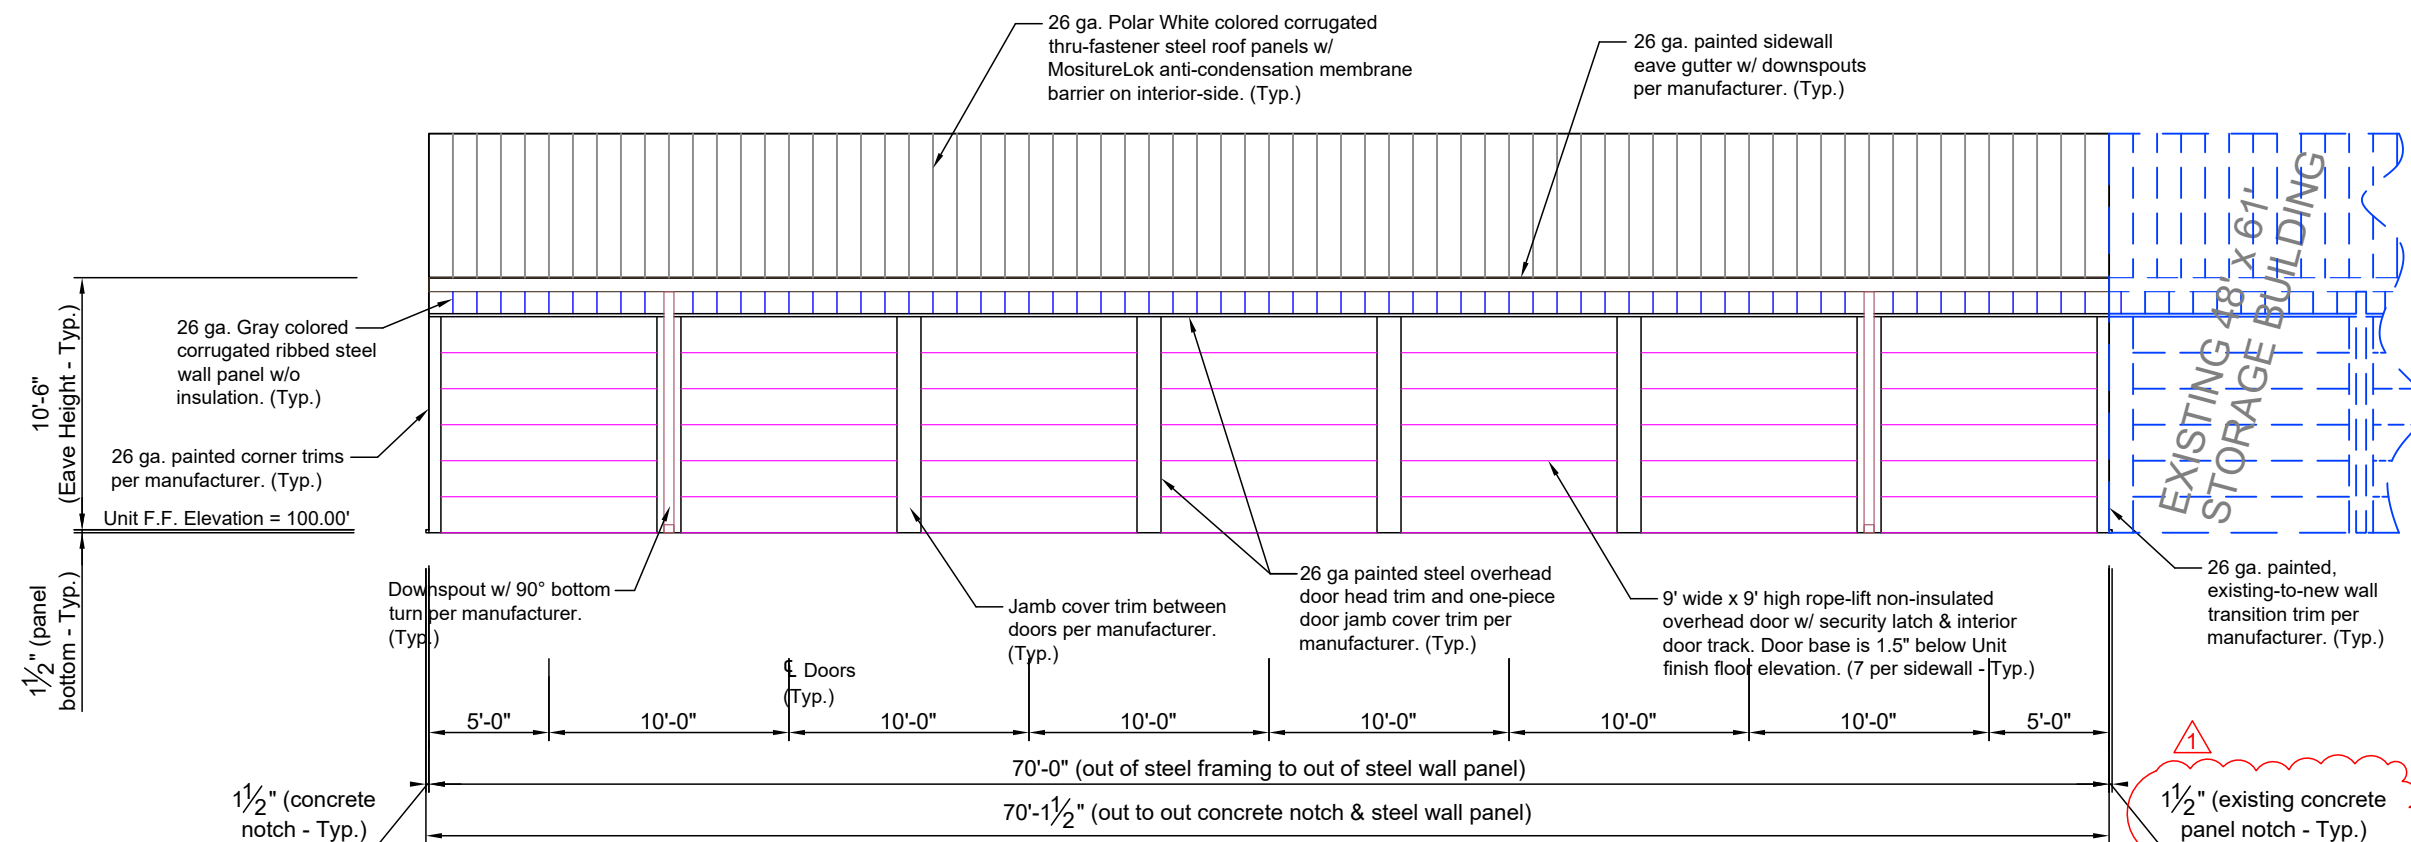 26 ga. Polar White colored corrugated
thru-fastener steel roof panels w/
MositureLok anti-condensation membrane
barrier on interior-side. (Typ.)
26 ga. painted sidewall
eave gutter w/ downspouts
per manufacturer. (Typ.)
EXISTING 48' x 61'
STORAGE BUILDING
10'-6"
(Eave Height - Typ.)
26 ga. Gray colored
corrugated ribbed steel
wall panel w/o
insulation. (Typ.)
26 ga. painted corner trims
per manufacturer. (Typ.)
Unit F.F. Elevation = 100.00'
1½" (panel
bottom - Typ.)
Downspout w/ 90° bottom
turn per manufacturer.
(Typ.)
Jamb cover trim between
doors per manufacturer.
(Typ.)
26 ga painted steel overhead
door head trim and one-piece
door jamb cover trim per
manufacturer. (Typ.)
9' wide x 9' high rope-lift non-insulated
overhead door w/ security latch & interior
door track. Door base is 1.5" below Unit
finish floor elevation. (7 per sidewall - Typ.)
26 ga. painted,
existing-to-new wall
transition trim per
manufacturer. (Typ.)
℄ Doors
(Typ.)
5'-0" 10'-0" 10'-0" 10'-0" 10'-0" 10'-0" 10'-0" 5'-0"
1
70'-0" (out of steel framing to out of steel wall panel)
70'-1½" (out to out concrete notch & steel wall panel)
1½" (concrete
notch - Typ.)
1½" (existing concrete
panel notch - Typ.)